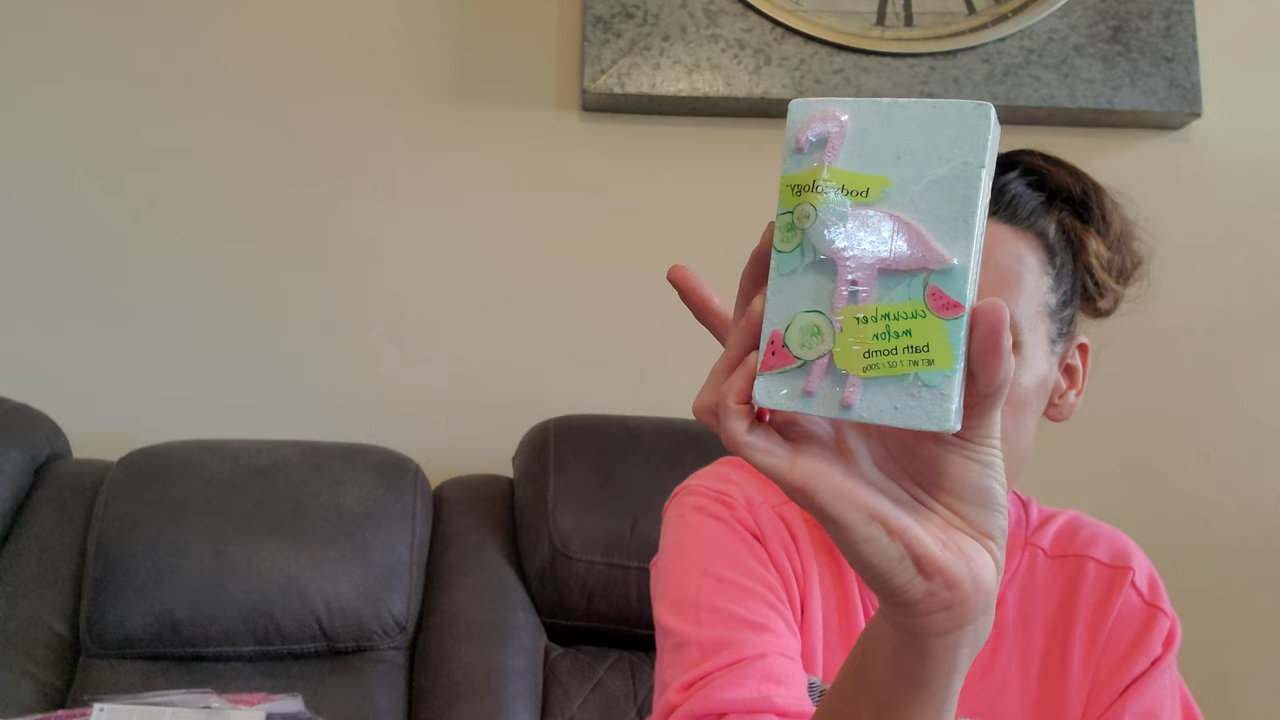 bodycology
cucumber
melon
bath bomb
NET WT. 7 OZ / 200g